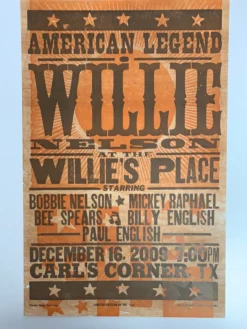 AMERICAN LEGEND
WILLIE
NELSON
AT THE
WILLIE'S PLACE
STARRING
BOBBIE NELSON ★ MICKEY RAPHAEL
BEE SPEARS BILLY ENGLISH
PAUL ENGLISH
DECEMBER 16, 2009 7:00PM
CARL'S CORNER, TX